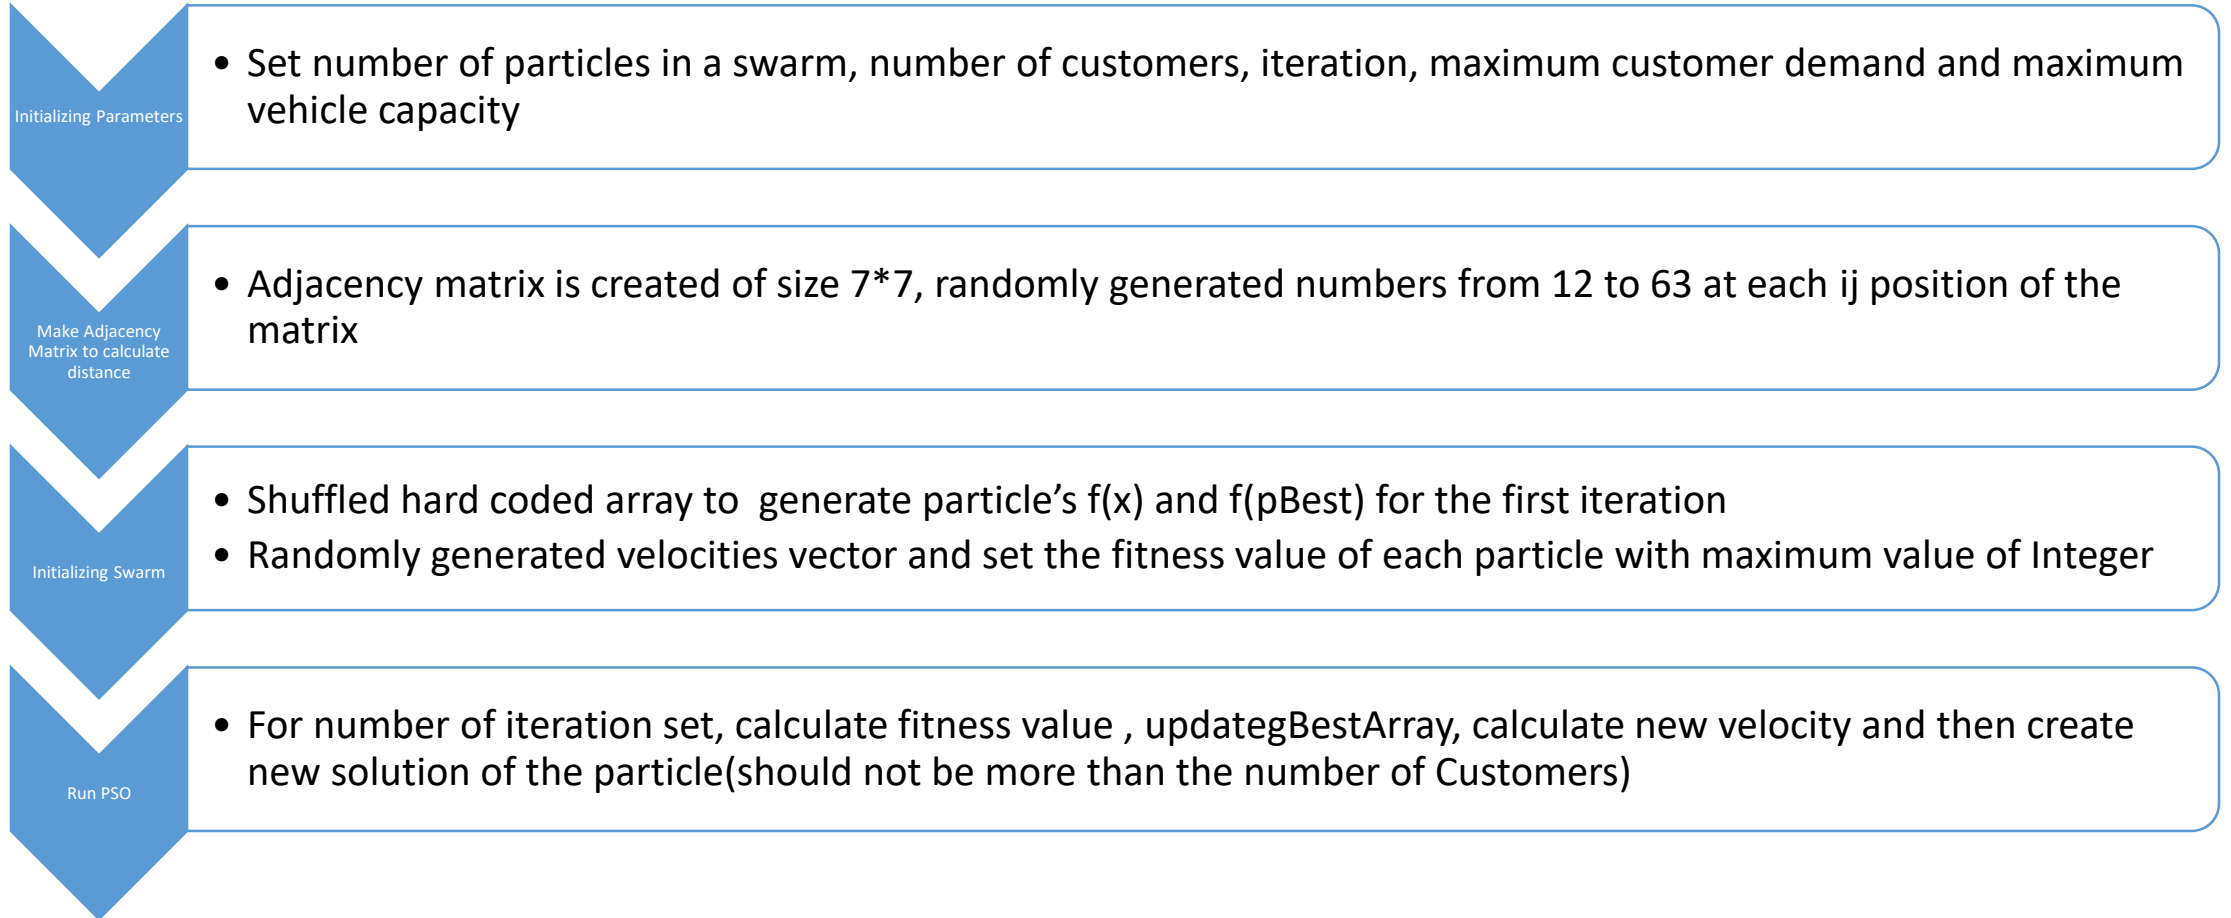 Initializing Parameters
• Set number of particles in a swarm, number of customers, iteration, maximum customer demand and maximum
vehicle capacity
Make Adjacency
Matrix to calculate
distance
• Adjacency matrix is created of size 7*7, randomly generated numbers from 12 to 63 at each ij position of the
matrix
Initializing Swarm
• Shuffled hard coded array to  generate particle’s f(x) and f(pBest) for the first iteration
• Randomly generated velocities vector and set the fitness value of each particle with maximum value of Integer
Run PSO
• For number of iteration set, calculate fitness value , updategBestArray, calculate new velocity and then create
new solution of the particle(should not be more than the number of Customers)